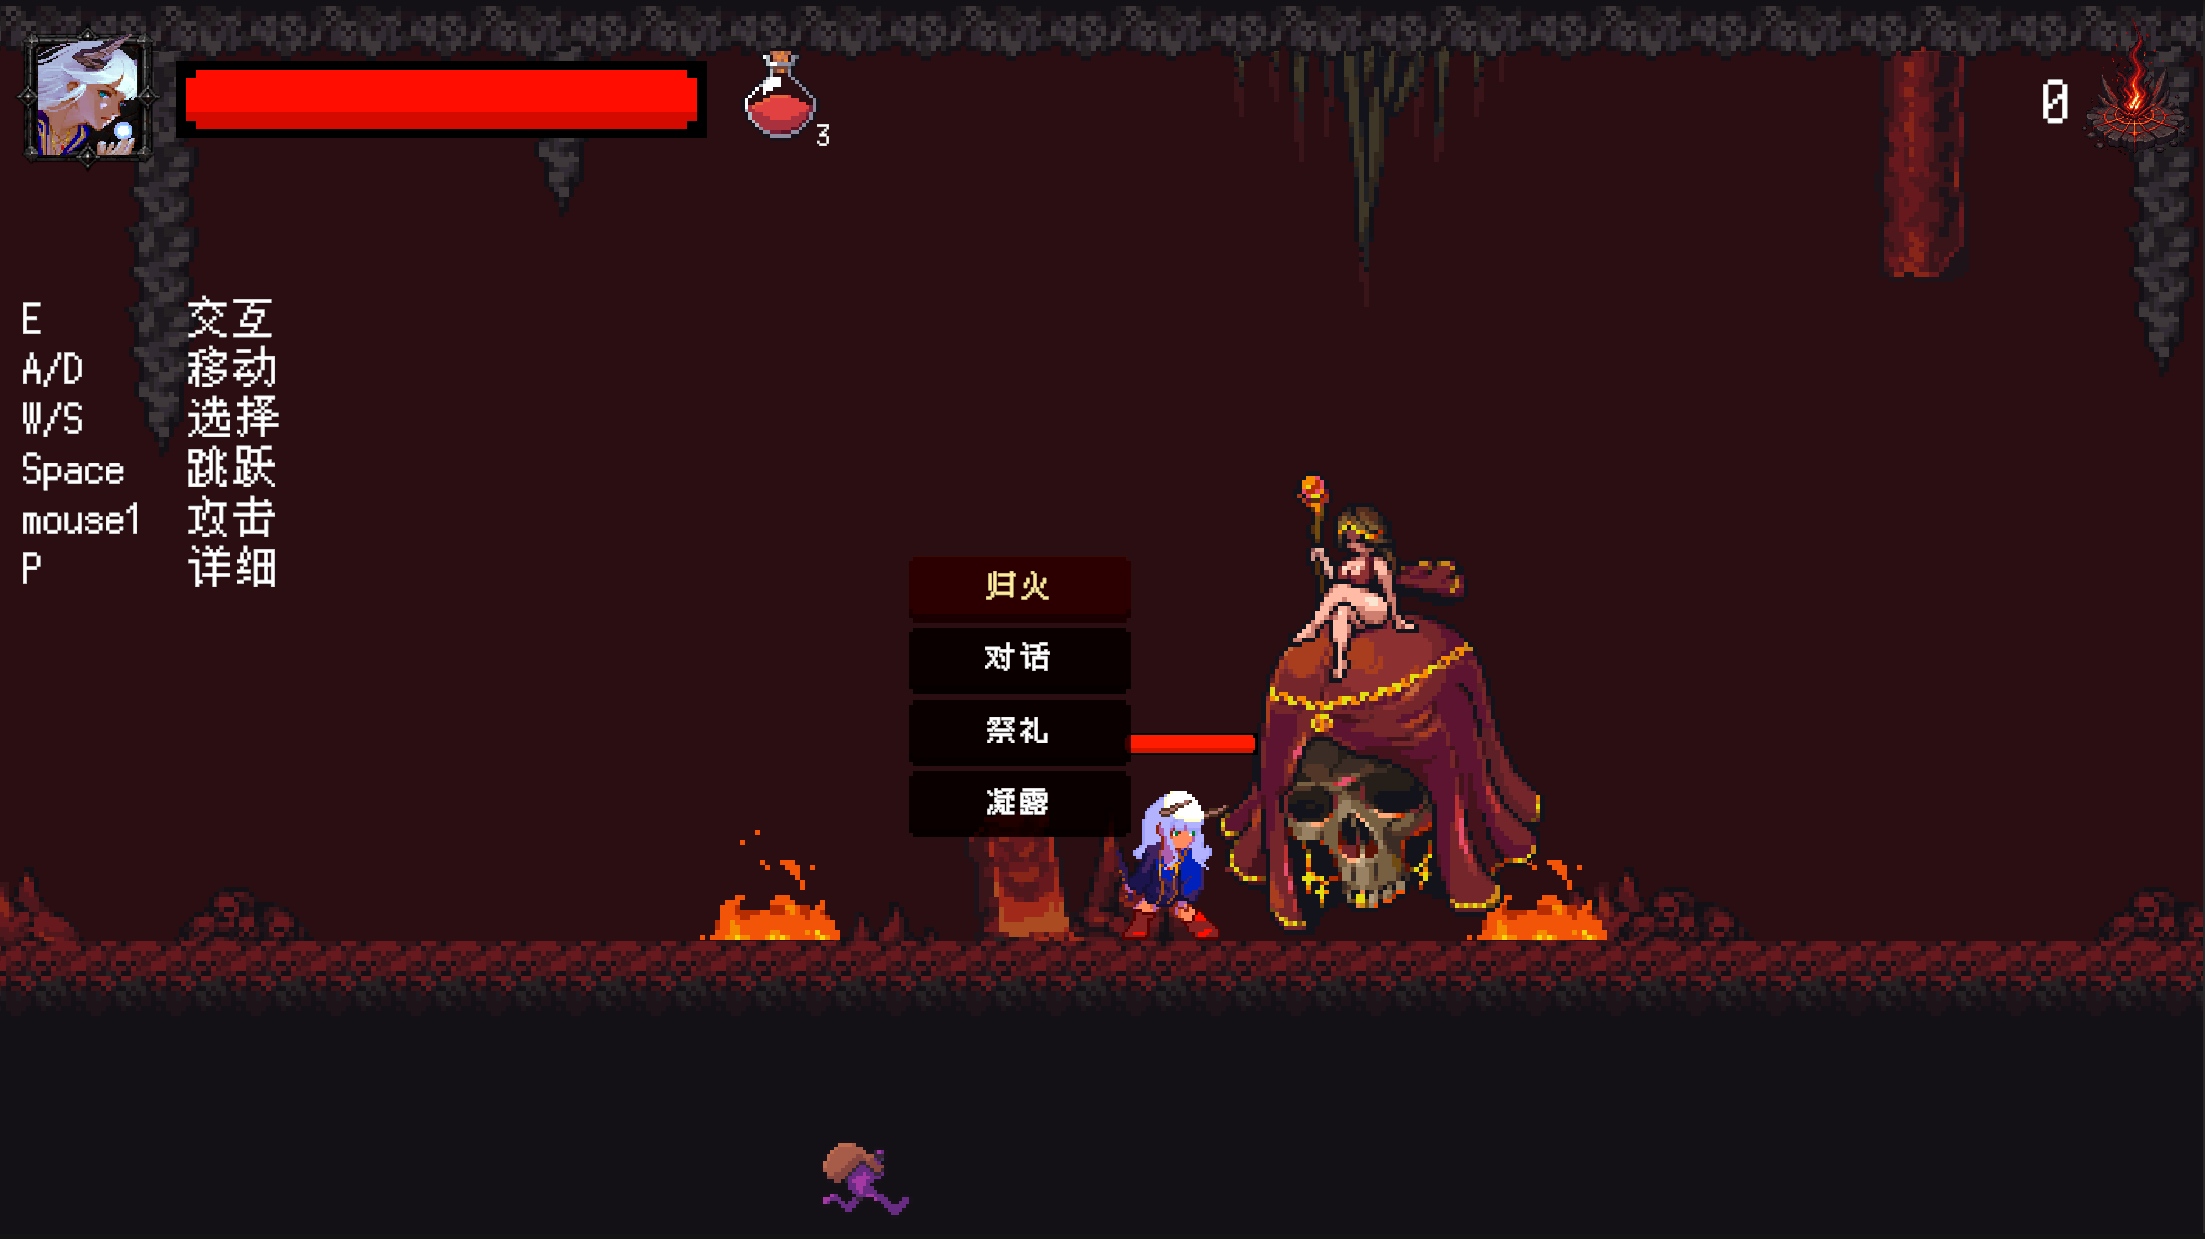 3
0
E 交互
A/D 移动
W/S 选择
Space 跳跃
mouse1 攻击
P 详细
归火
对话
祭礼
凝露